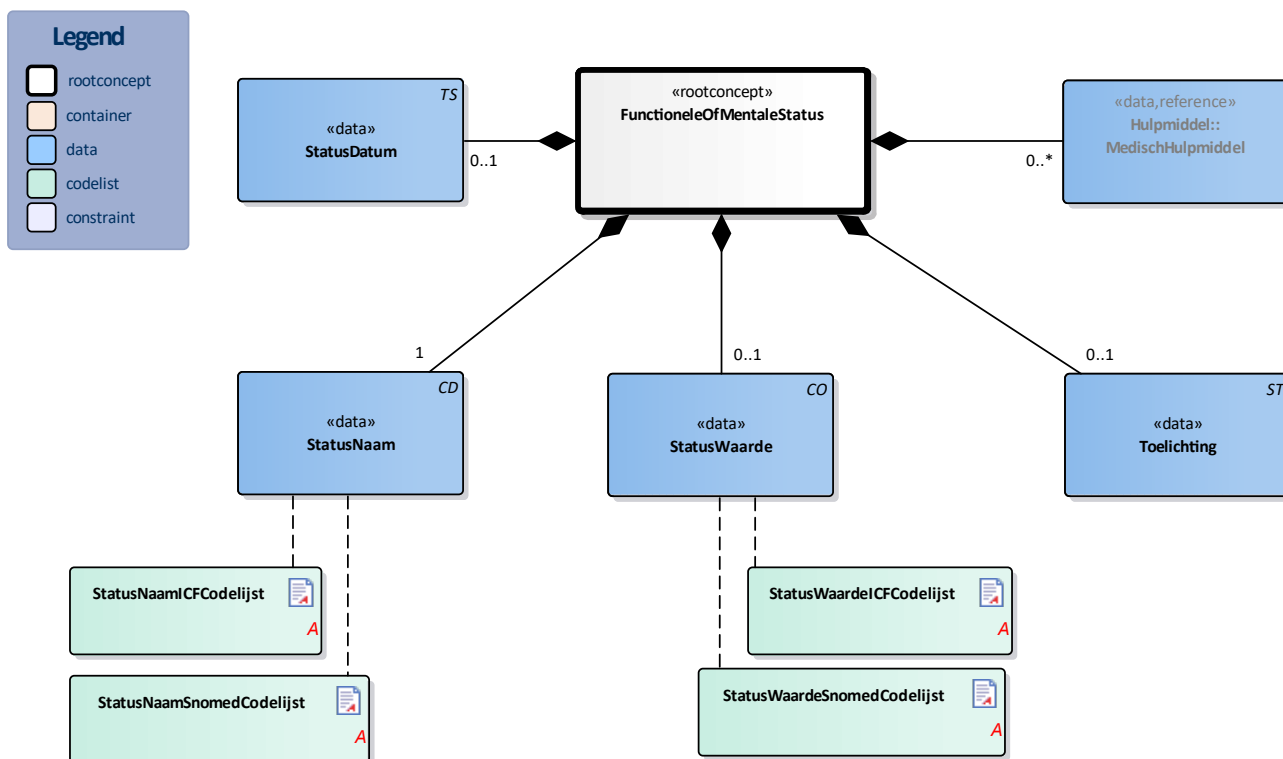 Legend
rootconcept
container
data
codelist
constraint
TS
«data»
StatusDatum
0..1
«rootconcept»
FunctioneleOfMentaleStatus
«data,reference»
Hulpmiddel::
MedischHulpmiddel
0..*
1
0..1
0..1
CD
«data»
StatusNaam
CO
«data»
StatusWaarde
ST
«data»
Toelichting
StatusNaamICFCodelijst
A
StatusWaardeICFCodelijst
A
StatusNaamSnomedCodelijst
A
StatusWaardeSnomedCodelijst
A